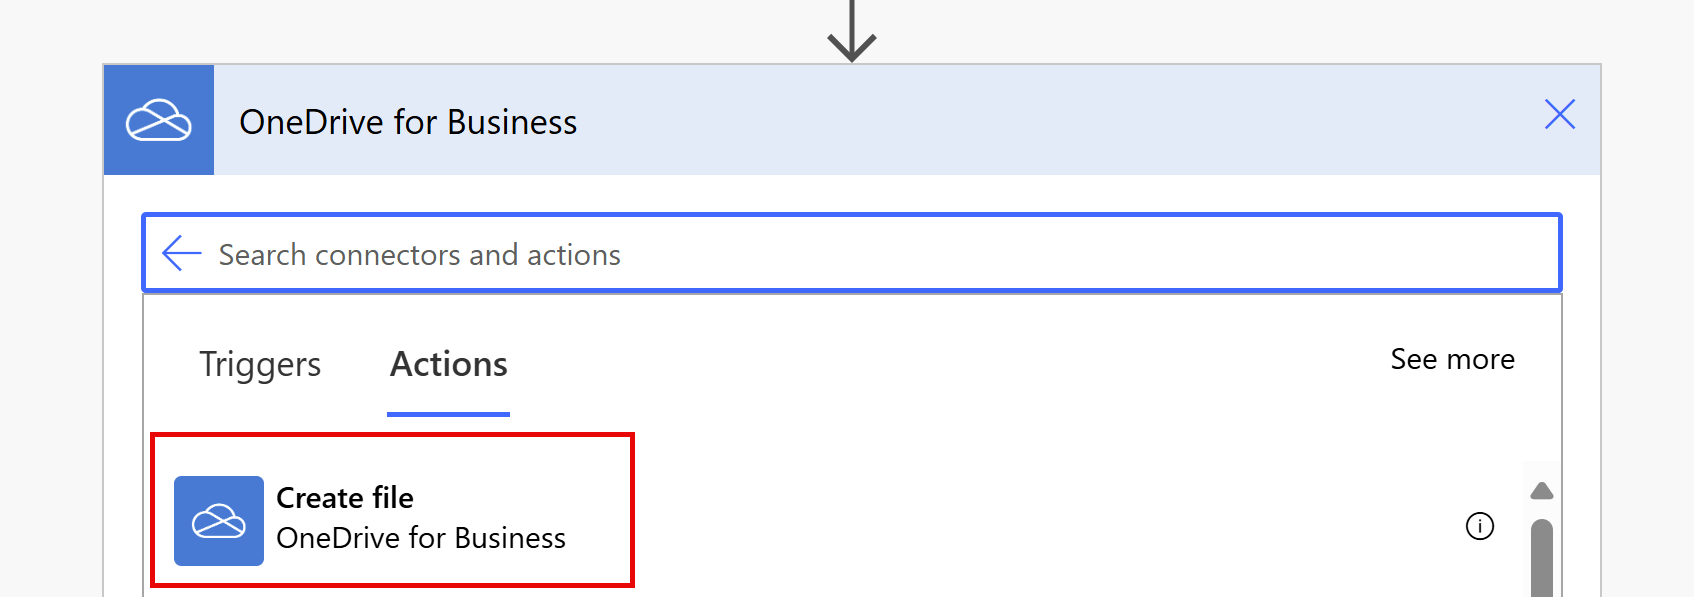 OneDrive for Business
Search connectors and actions
Triggers Actions See more
Create file
OneDrive for Business